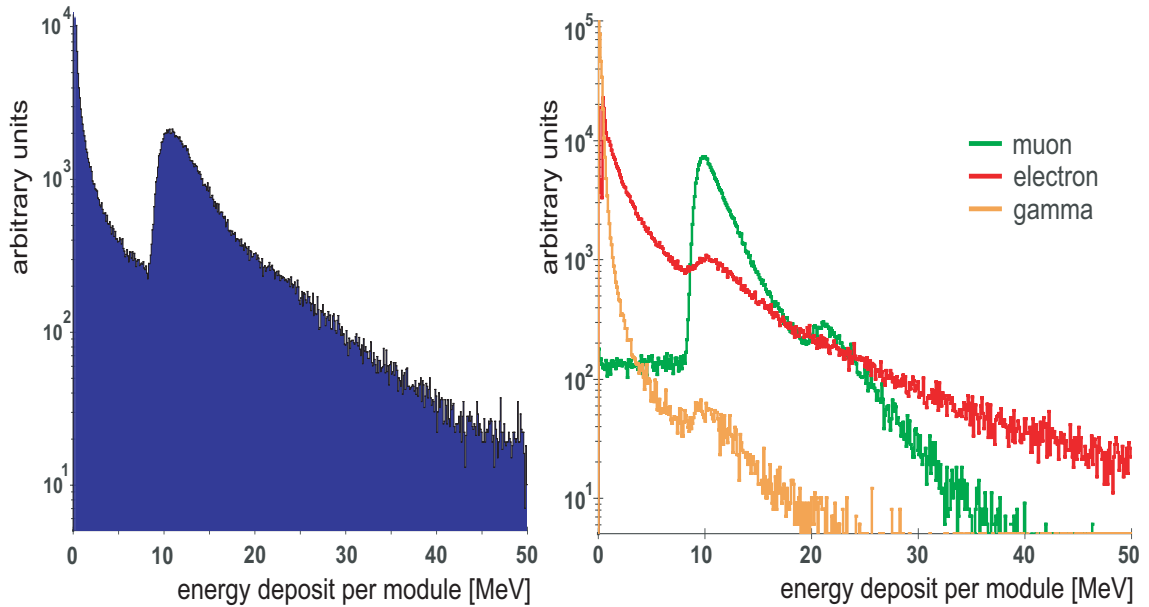 10^4
10^3
10^2
10^1
arbitrary units
0 10 20 30 40 50
energy deposit per module [MeV]
10^5
10^4
10^3
10^2
10^1
arbitrary units
muon
electron
gamma
0 10 20 30 40 50
energy deposit per module [MeV]